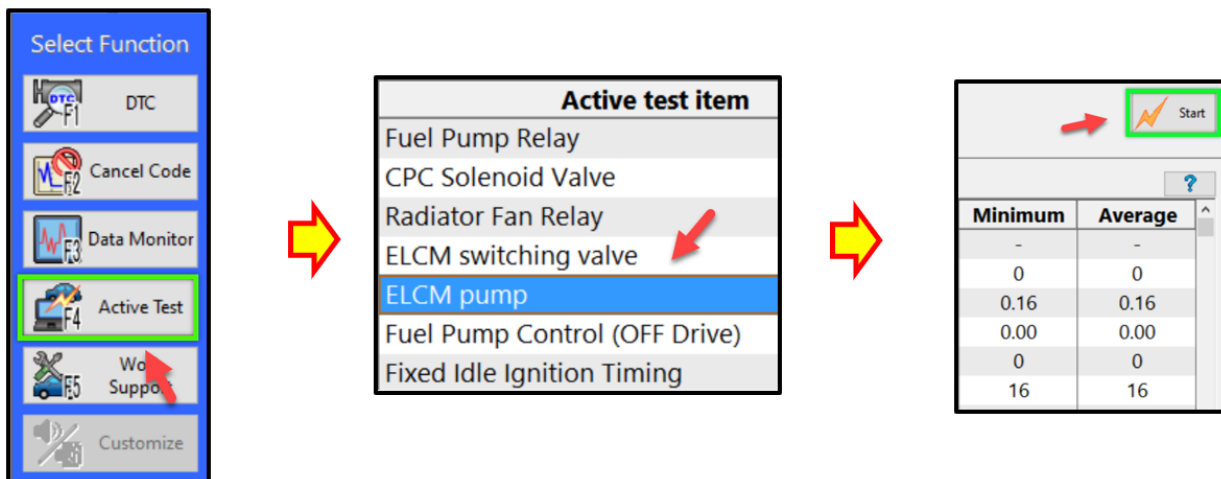 Select Function
DTC
F1
DTC
Cancel Code
F2
Data Monitor
F3
Active Test
F4
Support
F5
Customize
Active test item
Fuel Pump Relay
CPC Solenoid Valve
Radiator Fan Relay
ELCM switching valve
ELCM pump
Fuel Pump Control (OFF Drive)
Fixed Idle Ignition Timing
Start
?
Minimum Average
- -
0 0
0.16 0.16
0.00 0.00
0 0
16 16